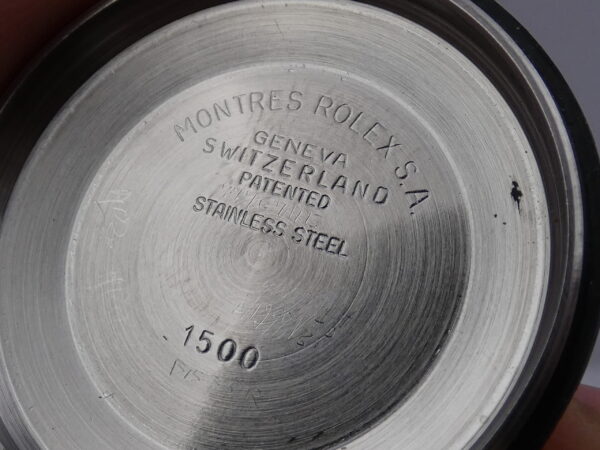 MONTRES ROLEX S.A.
GENEVA
SWITZERLAND
PATENTED
STAINLESS STEEL
1500